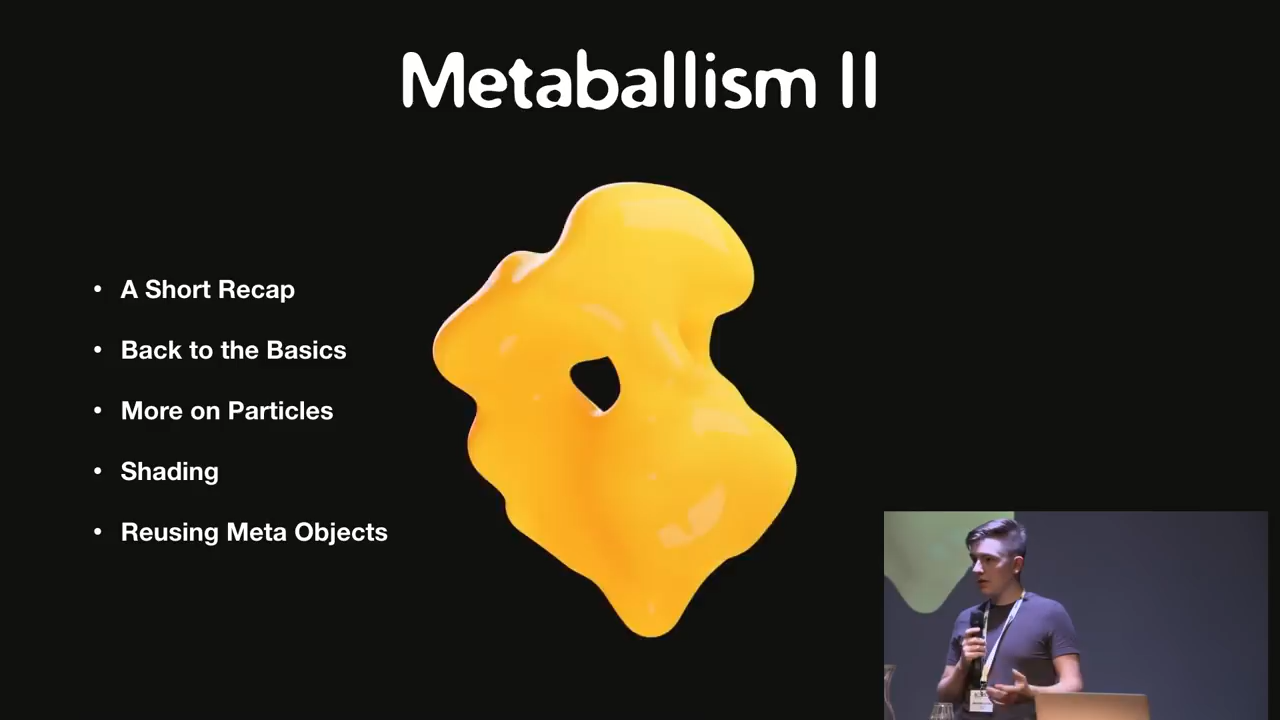 Metaballism II
• A Short Recap
• Back to the Basics
• More on Particles
• Shading
• Reusing Meta Objects